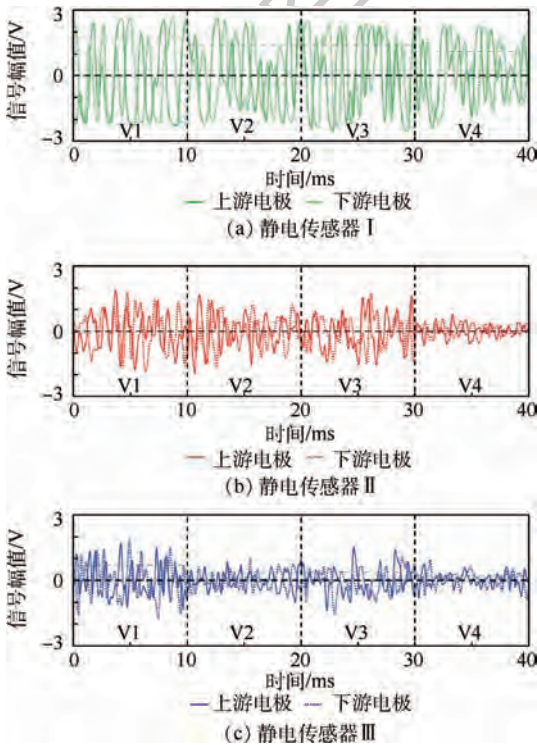 3
信号幅值/V
0
V1 V2 V3 V4
-3
0 10 20 30 40
时间/ms
上游电极 下游电极
(a) 静电传感器 I
3
信号幅值/V
0
V1 V2 V3 V4
-3
0 10 20 30 40
时间/ms
上游电极 下游电极
(b) 静电传感器 II
3
信号幅值/V
0
V1 V2 V3 V4
-3
0 10 20 30 40
时间/ms
上游电极 下游电极
(c) 静电传感器 III